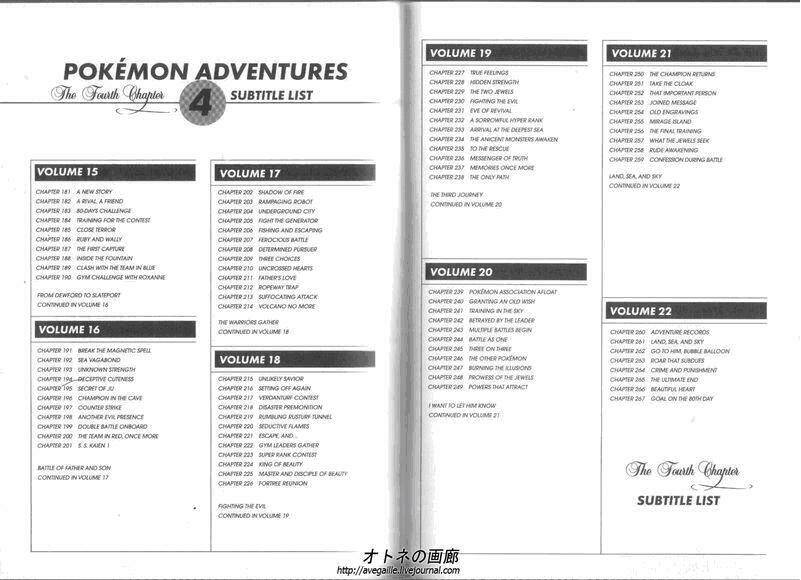 POKÉMON ADVENTURES
The Fourth Chapter 4 SUBTITLE LIST
VOLUME 15
CHAPTER 181 A NEW STORY
CHAPTER 182 A RIVAL, A FRIEND
CHAPTER 183 80-DAYS CHALLENGE
CHAPTER 184 TRAINING FOR THE CONTEST
CHAPTER 185 CLOSE TERROR
CHAPTER 186 RUBY AND WALLY
CHAPTER 187 THE FIRST CAPTURE
CHAPTER 188 INSIDE THE FOUNTAIN
CHAPTER 189 CLASH WITH THE TEAM IN BLUE
CHAPTER 190 GYM CHALLENGE WITH ROXANNE
FROM DEWFORD TO SLATEPORT
CONTINUED IN VOLUME 16
VOLUME 16
CHAPTER 191 BREAK THE MAGNETIC SPELL
CHAPTER 192 SEA VAGABOND
CHAPTER 193 UNKNOWN STRENGTH
CHAPTER 194 DECEPTIVE CUTENESS
CHAPTER 195 SECRET OF JU
CHAPTER 196 CHAMPION IN THE CAVE
CHAPTER 197 COUNTER STRIKE
CHAPTER 198 ANOTHER EVIL PRESENCE
CHAPTER 199 DOUBLE BATTLE ONBOARD
CHAPTER 200 THE TEAM IN RED, ONCE MORE
CHAPTER 201 S. S. KAIEN 1
BATTLE OF FATHER AND SON
CONTINUED IN VOLUME 17
VOLUME 17
CHAPTER 202 SHADOW OF FIRE
CHAPTER 203 RAMPAGING ROBOT
CHAPTER 204 UNDERGROUND CITY
CHAPTER 205 FIGHT THE GENERATOR
CHAPTER 206 FISHING AND ESCAPING
CHAPTER 207 FEROCIOUS BATTLE
CHAPTER 208 DETERMINED PURSUER
CHAPTER 209 THREE CHOICES
CHAPTER 210 UNCROSSED HEARTS
CHAPTER 211 FATHER'S LOVE
CHAPTER 212 ROPEWAY TRAP
CHAPTER 213 SUFFOCATING ATTACK
CHAPTER 214 VOLCANO NO MORE
THE WARRIORS GATHER
CONTINUED IN VOLUME 18
VOLUME 18
CHAPTER 215 UNLIKELY SAVIOR
CHAPTER 216 SETTING OFF AGAIN
CHAPTER 217 VERDANTURF CONTEST
CHAPTER 218 DISASTER PREMONITION
CHAPTER 219 RUMBLING RUSTURF TUNNEL
CHAPTER 220 SEDUCTIVE FLAMES
CHAPTER 221 ESCAPE, AND...
CHAPTER 222 GYM LEADERS GATHER
CHAPTER 223 SUPER RANK CONTEST
CHAPTER 224 KING OF BEAUTY
CHAPTER 225 MASTER AND DISCIPLE OF BEAUTY
CHAPTER 226 FORTREE REUNION
FIGHTING THE EVIL
CONTINUED IN VOLUME 19
VOLUME 19
CHAPTER 227 TRUE FEELINGS
CHAPTER 228 HIDDEN STRENGTH
CHAPTER 229 THE TWO JEWELS
CHAPTER 230 FIGHTING THE EVIL
CHAPTER 231 EVE OF REVIVAL
CHAPTER 232 A SORROWFUL HYPER RANK
CHAPTER 233 ARRIVAL AT THE DEEPEST SEA
CHAPTER 234 THE ANICENT MONSTERS AWAKEN
CHAPTER 235 TO THE RESCUE
CHAPTER 236 MESSENGER OF TRUTH
CHAPTER 237 MEMORIES ONCE MORE
CHAPTER 238 THE ONLY PATH
THE THIRD JOURNEY
CONTINUED IN VOLUME 20
VOLUME 20
CHAPTER 239 POKÉMON ASSOCIATION AFLOAT
CHAPTER 240 GRANTING AN OLD WISH
CHAPTER 241 TRAINING IN THE SKY
CHAPTER 242 BETRAYED BY THE LEADER
CHAPTER 243 MULTIPLE BATTLES BEGIN
CHAPTER 244 BATTLE AS ONE
CHAPTER 245 THREE ON THREE
CHAPTER 246 THE OTHER POKÉMON
CHAPTER 247 BURNING THE ILLUSIONS
CHAPTER 248 PROWESS OF THE JEWELS
CHAPTER 249 POWERS THAT ATTRACT
I WANT TO LET HIM KNOW
CONTINUED IN VOLUME 21
VOLUME 21
CHAPTER 250 THE CHAMPION RETURNS
CHAPTER 251 TAKE THE CLOAK
CHAPTER 252 THAT IMPORTANT PERSON
CHAPTER 253 JOINED MESSAGE
CHAPTER 254 OLD ENGRAVINGS
CHAPTER 255 MIRAGE ISLAND
CHAPTER 256 THE FINAL TRAINING
CHAPTER 257 WHAT THE JEWELS SEEK
CHAPTER 258 RUDE AWAKENING
CHAPTER 259 CONFESSION DURING BATTLE
LAND, SEA, AND SKY
CONTINUED IN VOLUME 22
VOLUME 22
CHAPTER 260 ADVENTURE RECORDS
CHAPTER 261 LAND, SEA, AND SKY
CHAPTER 262 GO TO HIM, BUBBLE BALLOON
CHAPTER 263 ROAR THAT SUBDUES
CHAPTER 264 CRIME AND PUNISHMENT
CHAPTER 265 THE ULTIMATE END
CHAPTER 266 BEAUTIFUL HEART
CHAPTER 267 GOAL ON THE 80TH DAY
The Fourth Chapter
SUBTITLE LIST
オトネの画廊
http://avegaille.livejournal.com